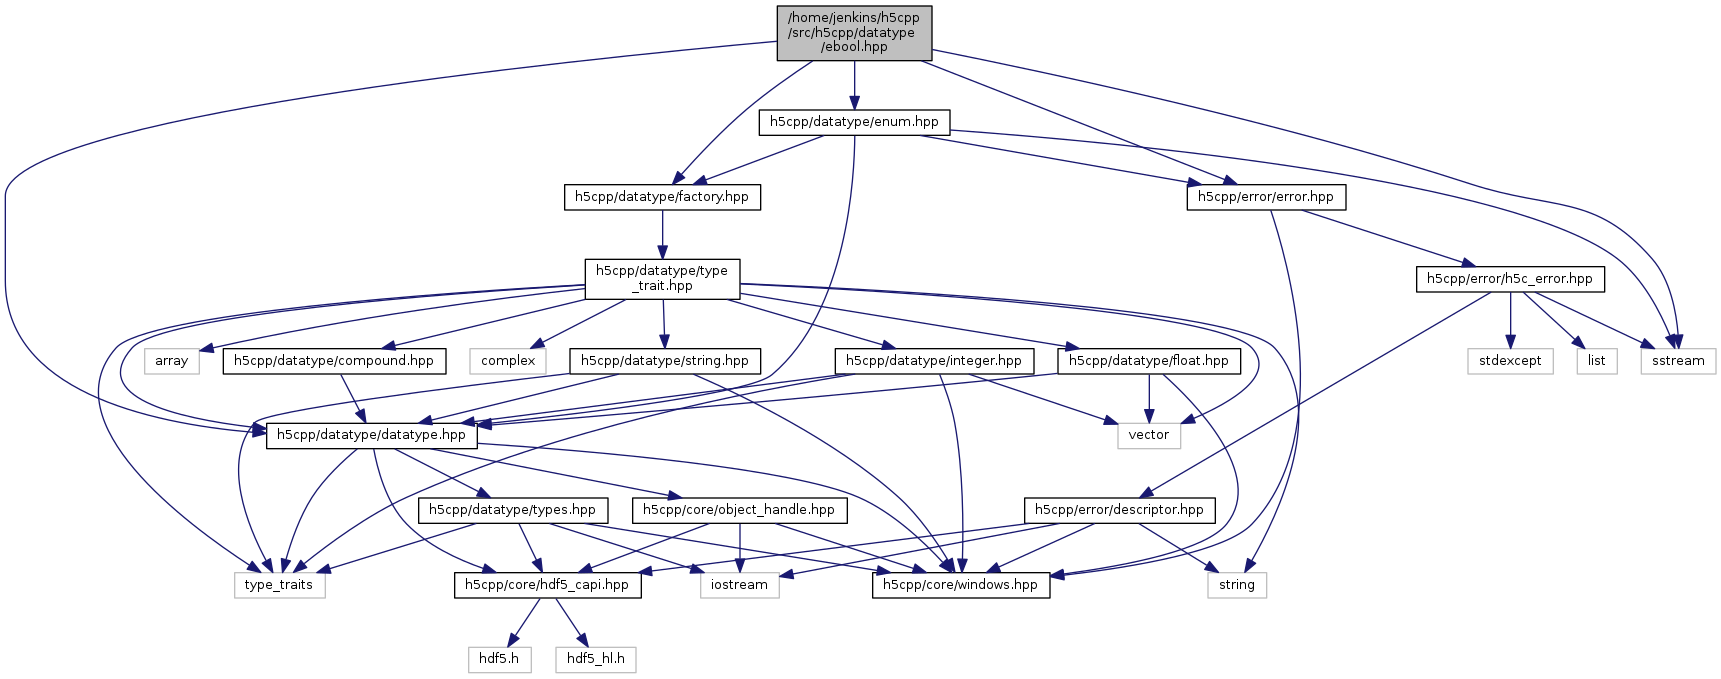 /home/jenkins/h5cpp
/src/h5cpp/datatype
/ebool.hpp
h5cpp/datatype/enum.hpp
h5cpp/datatype/factory.hpp
h5cpp/error/error.hpp
h5cpp/datatype/type
_trait.hpp
h5cpp/error/h5c_error.hpp
array
h5cpp/datatype/compound.hpp
complex
h5cpp/datatype/string.hpp
h5cpp/datatype/integer.hpp
h5cpp/datatype/float.hpp
stdexcept
list
sstream
h5cpp/datatype/datatype.hpp
vector
h5cpp/datatype/types.hpp
h5cpp/core/object_handle.hpp
h5cpp/error/descriptor.hpp
type_traits
h5cpp/core/hdf5_capi.hpp
iostream
h5cpp/core/windows.hpp
string
hdf5.h
hdf5_hl.h